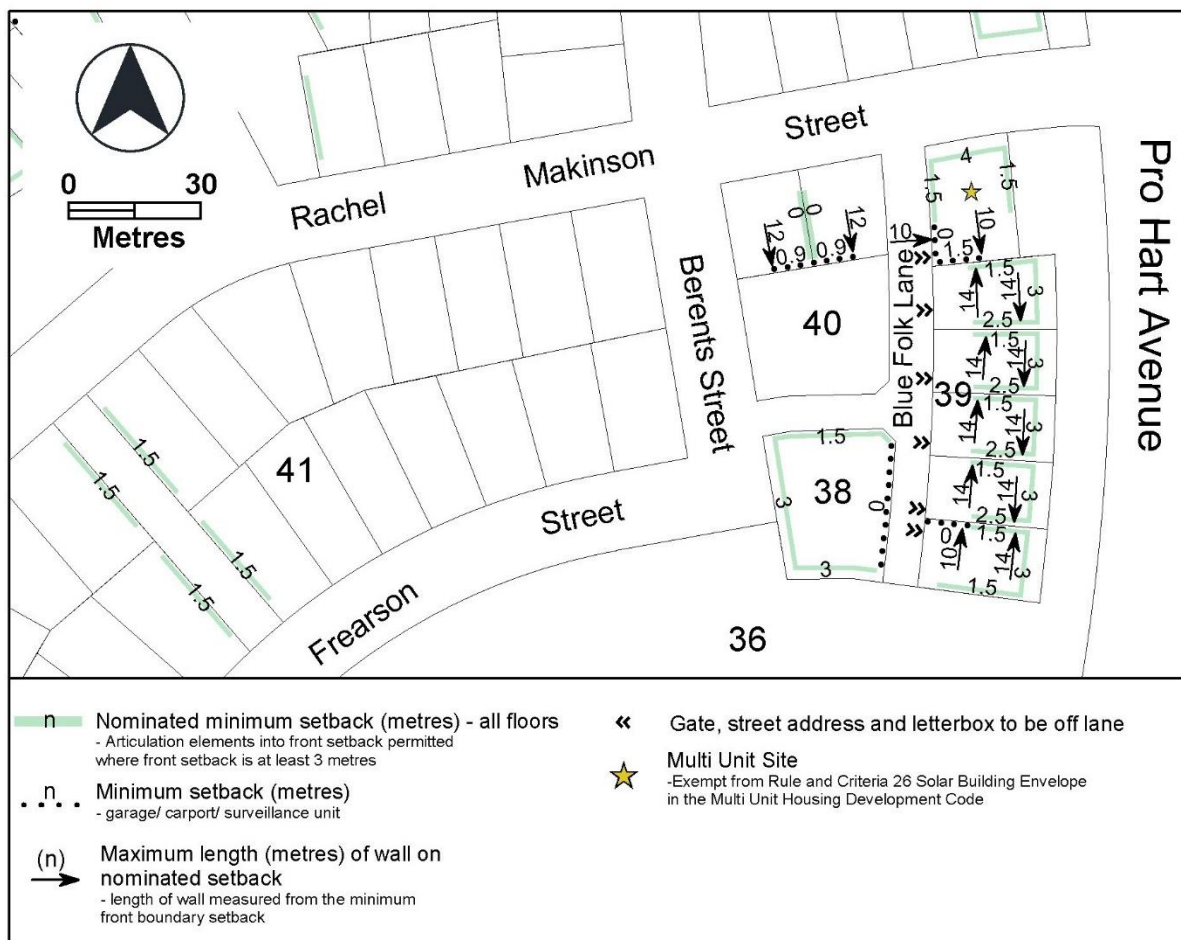 0 30
Metres
Rachel
Makinson
Street
Pro Hart Avenue
4
1.5
1.5
10
0
1.5
10
12
0
0
12
0.9
0.9
Berents Street
40
Blue Folk Lane
1.5
14
14
3
2.5
1.5
14
14
3
2.5
39
1.5
14
14
3
2.5
1.5
14
14
3
2.5
0
1.5
10
14
3
1.5
1.5
38
3
0
3
41
1.5
1.5
1.5
1.5
Street
Frearson
36
n Nominated minimum setback (metres) - all floors
- Articulation elements into front setback permitted
where front setback is at least 3 metres
n Minimum setback (metres)
- garage/ carport/ surveillance unit
(n) Maximum length (metres) of wall on
nominated setback
- length of wall measured from the minimum
front boundary setback
« Gate, street address and letterbox to be off lane
Multi Unit Site
-Exempt from Rule and Criteria 26 Solar Building Envelope
in the Multi Unit Housing Development Code